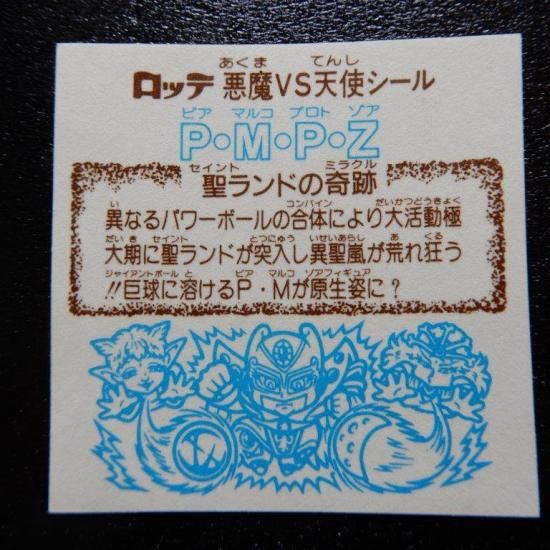 あくま てんし
ロッテ 悪魔VS天使シール
ピア マルコ プロト ゾア
P・M・P・Z
セイント ミラクル
聖ランドの奇跡
い コンバイン だいかつどうきょく
異なるパワーボールの合体により大活動極
だいき セイント とつにゅう いせいあらし あ くる
大期に聖ランドが突入し異聖嵐が荒れ狂う
ジャイアントボール と ピア マルコ ゾアフィギュア
!!巨球に溶けるP・Mが原生姿に?